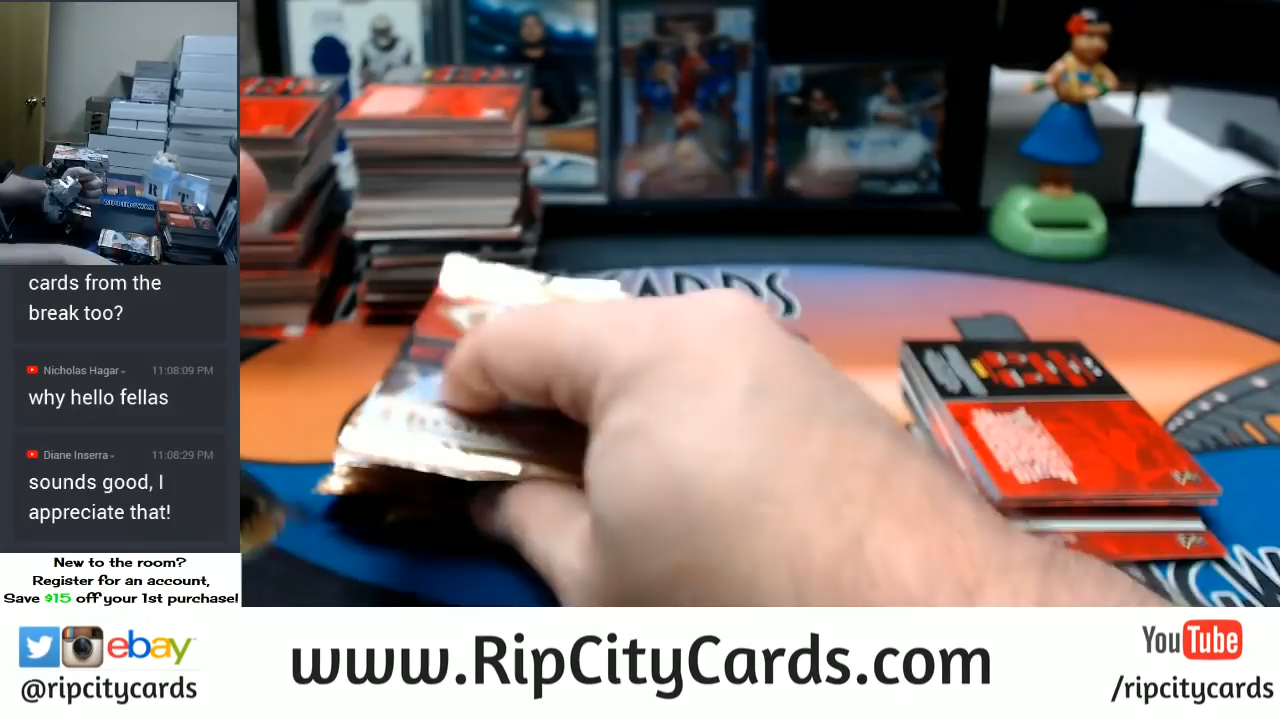 cards from the
break too?
Nicholas Hagar
11:08:09 PM
why hello fellas
Diane Inserra
11:08:29 PM
sounds good, I
appreciate that!
New to the room?
Register for an account,
Save $15 off your 1st purchase!
ebay
@ripcitycards
www.RipCityCards.com
YouTube
/ripcitycards
CARDS